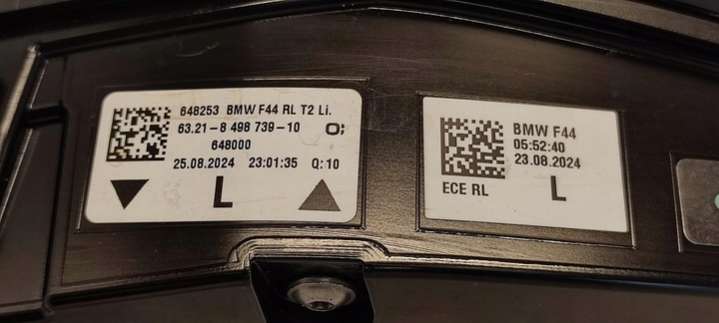 648253 BMW F44 RL T2 Li.
63.21-8 498 739-10 O;
648000
25.08.2024 23:01:35 Q:10
L
BMW F44
05:52:40
23.08.2024
ECE RL L